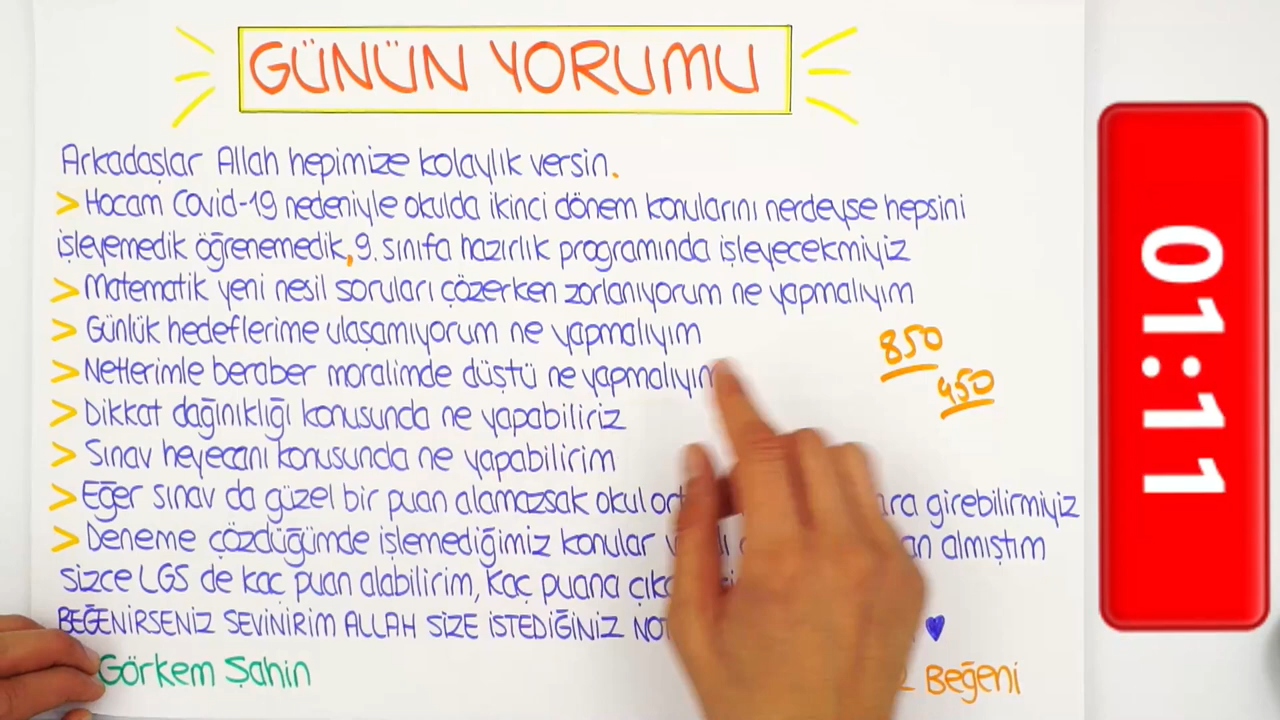 GÜNÜN YORUMU
Arkadaşlar Allah hepimize kolaylık versin.
> Hocam Covid-19 nedeniyle okulda ikinci dönem konularını nerdeyse hepsini
işleyemedik öğrenemedik, 9. sınıfa hazırlık programında işleyecekmiyiz
> Matematik yeni nesil soruları çözerken zorlanıyorum ne yapmalıyım
> Günlük hedeflerime ulaşamıyorum ne yapmalıyım
850
> Netlerimle beraber moralimde düştü ne yapmalıyım
450
> Dikkat dağınıklığı konusunda ne yapabiliriz
> Sınav heyecanı konusunda ne yapabilirim
> Eğer sınav da güzel bir puan alamazsak okul girebilirmiyiz
> Deneme çözdüğümde işlemediğimiz konular almıştım
sizce LGS de kaç puan alabilirim, kaç puana
BEĞENİRSENİZ SEVİNİRİM ALLAH SİZE İSTEDİĞİNİZ ♥
Görkem Şahin
Beğeni
01:11